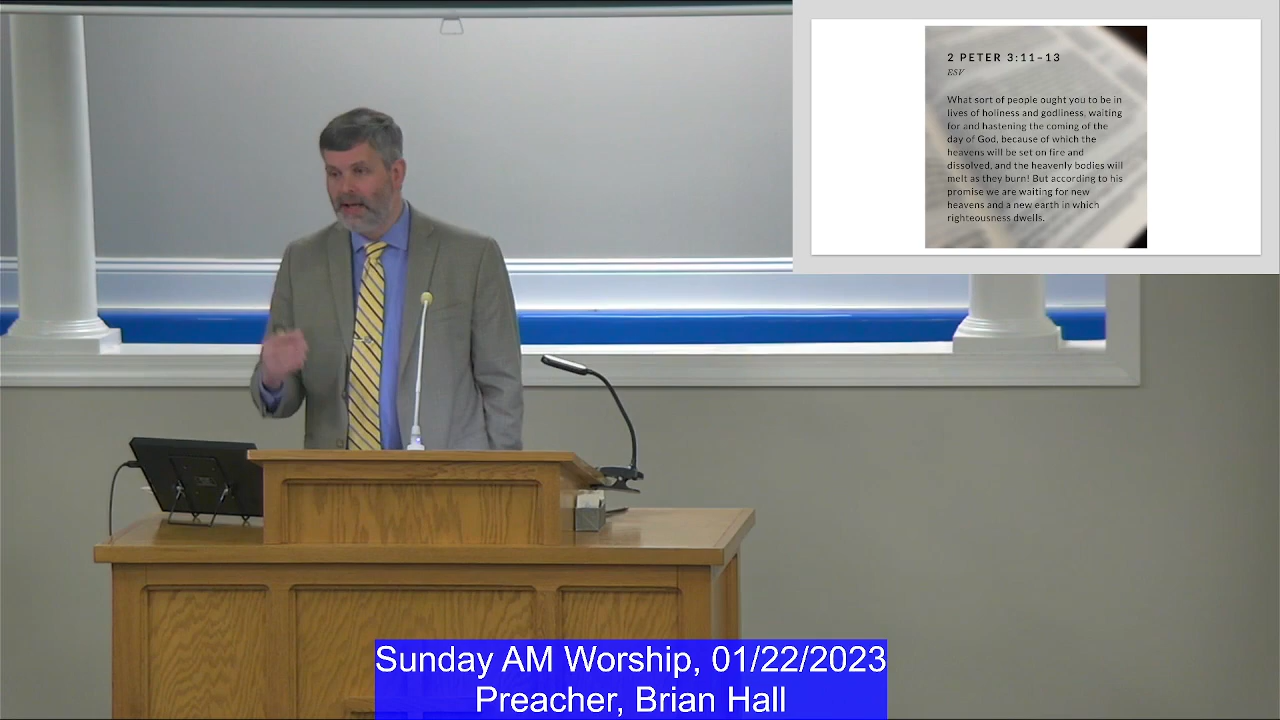 2 PETER 3:11–13
ESV
What sort of people ought you to be in
lives of holiness and godliness, waiting
for and hastening the coming of the
day of God, because of which the
heavens will be set on fire and
dissolved, and the heavenly bodies will
melt as they burn! But according to his
promise we are waiting for new
heavens and a new earth in which
righteousness dwells.
Sunday AM Worship, 01/22/2023
Preacher, Brian Hall